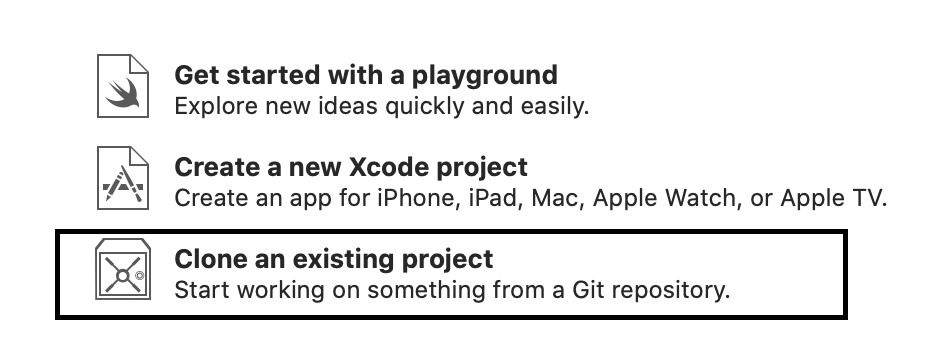 Get started with a playground
Explore new ideas quickly and easily.
Create a new Xcode project
Create an app for iPhone, iPad, Mac, Apple Watch, or Apple TV.
Clone an existing project
Start working on something from a Git repository.